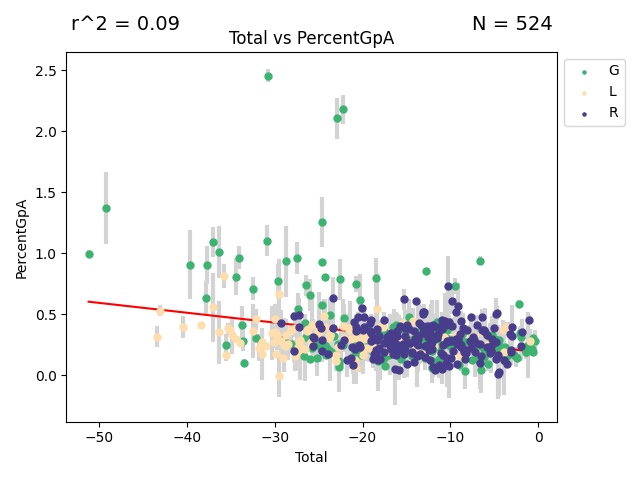 r^2 = 0.09 N = 524
Total vs PercentGpA
G
L
R
2.5
2.0
1.5
1.0
0.5
0.0
PercentGpA
−50 −40 −30 −20 −10 0
Total